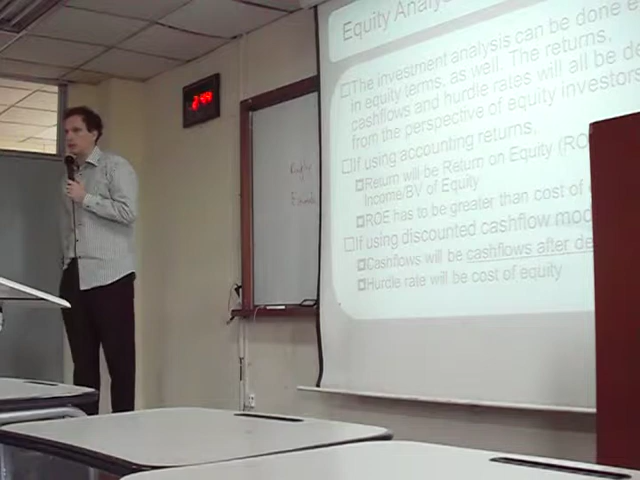 Equity Analys
The investment analysis can be done e
in equity terms, as well. The returns,
cashflows and hurdle rates will all be de
from the perspective of equity investors
If using accounting returns,
Return will be Return on Equity (RO
Income/BV of Equity
ROE has to be greater than cost of
If using discounted cashflow mod
Cashflows will be cashflows after de
Hurdle rate will be cost of equity